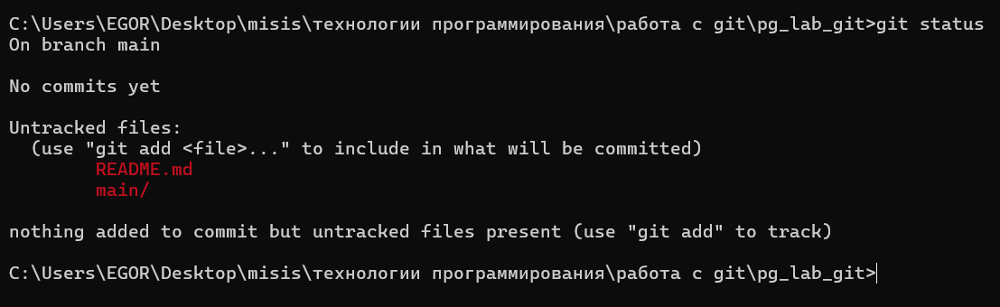 C:\Users\EGOR\Desktop\misis\технологии программирования\работа с git\pg_lab_git>git status
On branch main
No commits yet
Untracked files:
  (use "git add <file>..." to include in what will be committed)
        README.md
        main/
nothing added to commit but untracked files present (use "git add" to track)
C:\Users\EGOR\Desktop\misis\технологии программирования\работа с git\pg_lab_git>